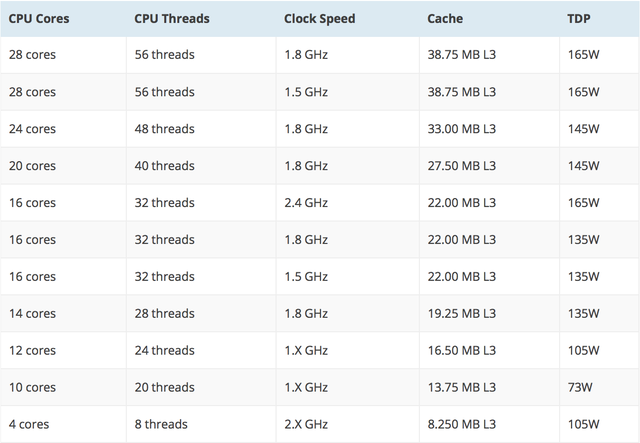 CPU Cores CPU Threads Clock Speed Cache TDP
28 cores 56 threads 1.8 GHz 38.75 MB L3 165W
28 cores 56 threads 1.5 GHz 38.75 MB L3 165W
24 cores 48 threads 1.8 GHz 33.00 MB L3 145W
20 cores 40 threads 1.8 GHz 27.50 MB L3 145W
16 cores 32 threads 2.4 GHz 22.00 MB L3 165W
16 cores 32 threads 1.8 GHz 22.00 MB L3 135W
16 cores 32 threads 1.5 GHz 22.00 MB L3 135W
14 cores 28 threads 1.8 GHz 19.25 MB L3 135W
12 cores 24 threads 1.X GHz 16.50 MB L3 105W
10 cores 20 threads 1.X GHz 13.75 MB L3 73W
4 cores 8 threads 2.X GHz 8.250 MB L3 105W